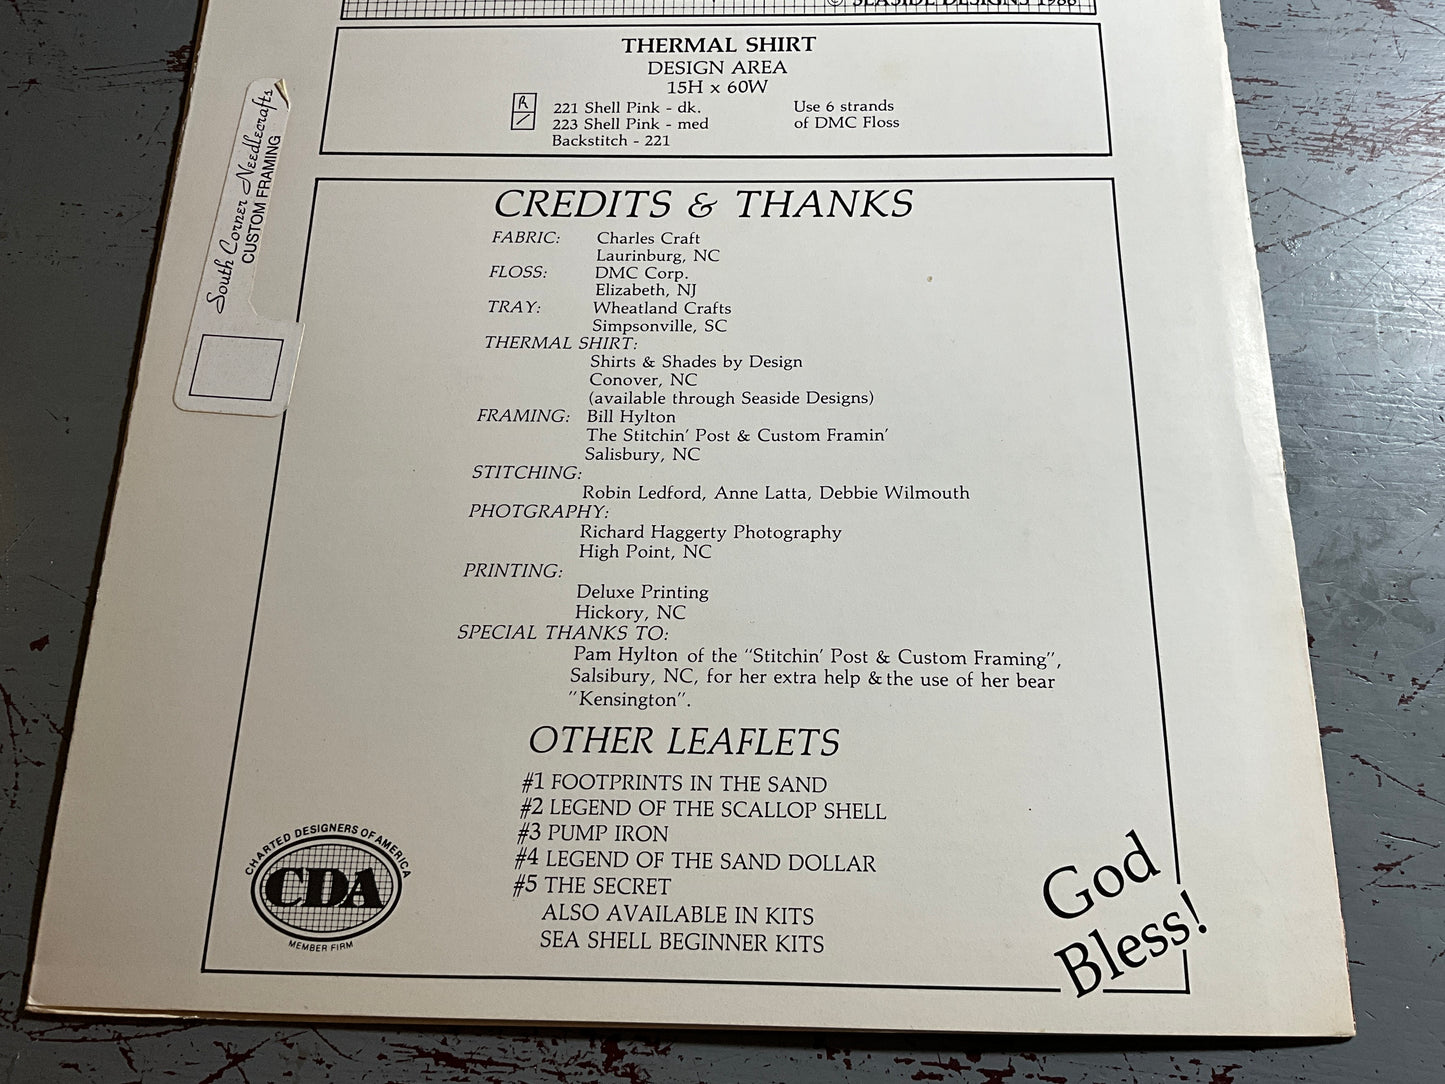 © SEASIDE DESIGNS 1986
THERMAL SHIRT
DESIGN AREA
15H x 60W
R 221 Shell Pink - dk.
/ 223 Shell Pink - med
Backstitch - 221
Use 6 strands
of DMC Floss
South Corner Needlecrafts
CUSTOM FRAMING
CREDITS & THANKS
FABRIC: Charles Craft
Laurinburg, NC
FLOSS: DMC Corp.
Elizabeth, NJ
TRAY: Wheatland Crafts
Simpsonville, SC
THERMAL SHIRT:
Shirts & Shades by Design
Conover, NC
(available through Seaside Designs)
FRAMING: Bill Hylton
The Stitchin' Post & Custom Framin'
Salisbury, NC
STITCHING:
Robin Ledford, Anne Latta, Debbie Wilmouth
PHOTGRAPHY:
Richard Haggerty Photography
High Point, NC
PRINTING:
Deluxe Printing
Hickory, NC
SPECIAL THANKS TO:
Pam Hylton of the "Stitchin' Post & Custom Framing",
Salsibury, NC, for her extra help & the use of her bear
"Kensington".
OTHER LEAFLETS
#1 FOOTPRINTS IN THE SAND
#2 LEGEND OF THE SCALLOP SHELL
#3 PUMP IRON
#4 LEGEND OF THE SAND DOLLAR
#5 THE SECRET
ALSO AVAILABLE IN KITS
SEA SHELL BEGINNER KITS
CHARTED DESIGNERS OF AMERICA
CDA
MEMBER FIRM
God
Bless!